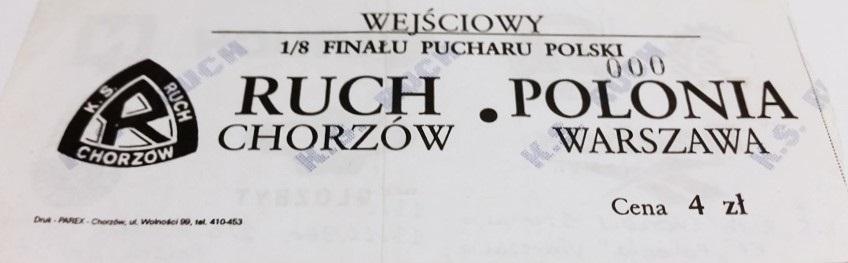 WEJŚCIOWY
1/8 FINAŁU PUCHARU POLSKI
000
K.S. RUCH
CHORZÓW
R
RUCH . POLONIA
CHORZÓW WARSZAWA
Cena 4 zł
Druk - PAREX - Chorzów, ul. Wolności 99, tel. 410-453